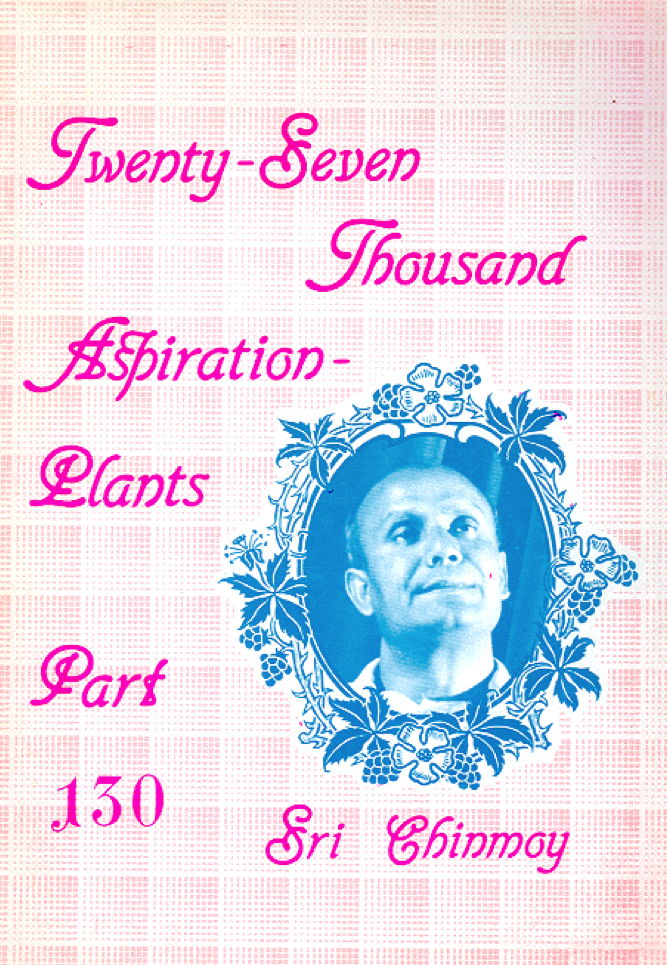 Twenty-Seven
Thousand
Aspiration-
Plants
Part
130
Sri Chinmoy